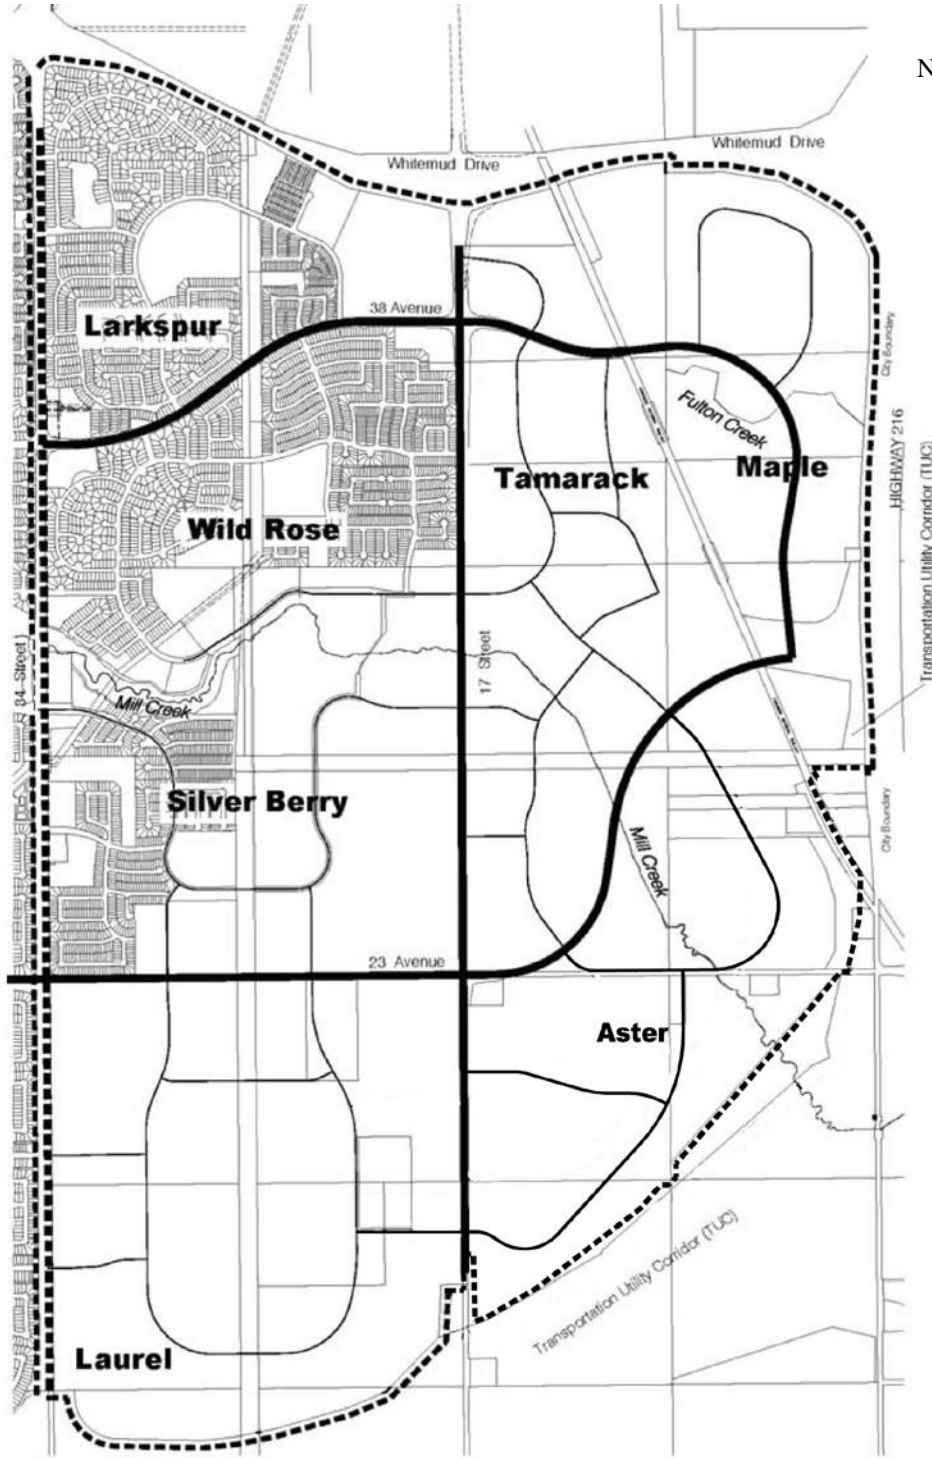 N
Whitemud Drive
Whitemud Drive
38 Avenue
Larkspur
City Boundary
Fulton Creek
HIGHWAY 216
Maple
Tamarack
Wild Rose
Transportation Utility Corridor (TUC)
34 Street
17 Street
Mill Creek
Silver Berry
City Boundary
Mill Creek
23 Avenue
Aster
Transportation Utility Corridor (TUC)
Laurel